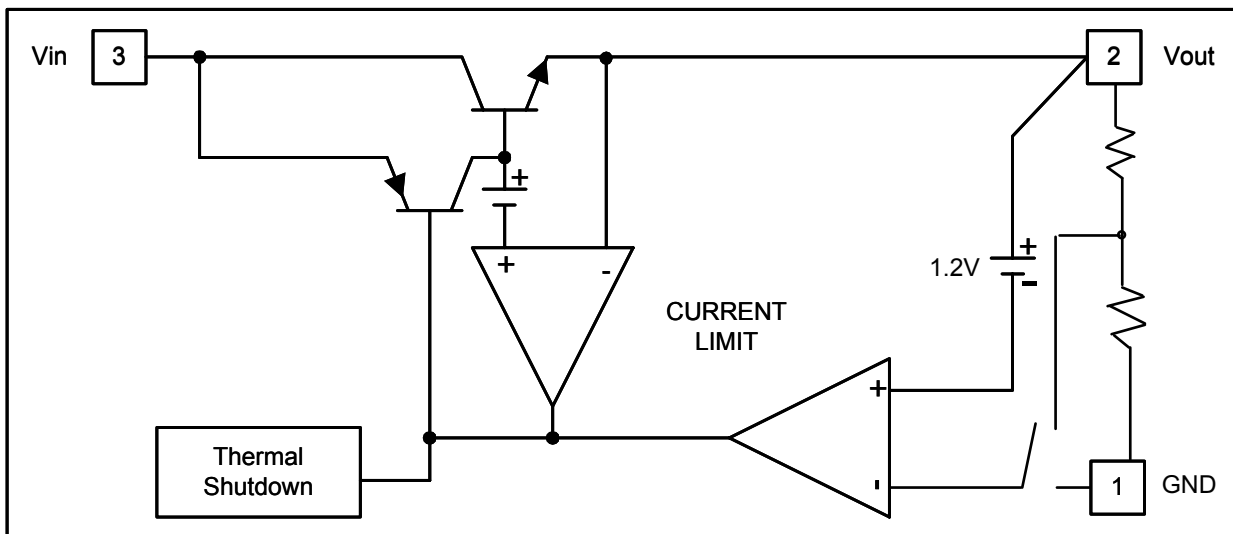 Vin
3
2
Vout
+
+
-
CURRENT
LIMIT
1.2V
+
-
+
-
Thermal
Shutdown
1
GND